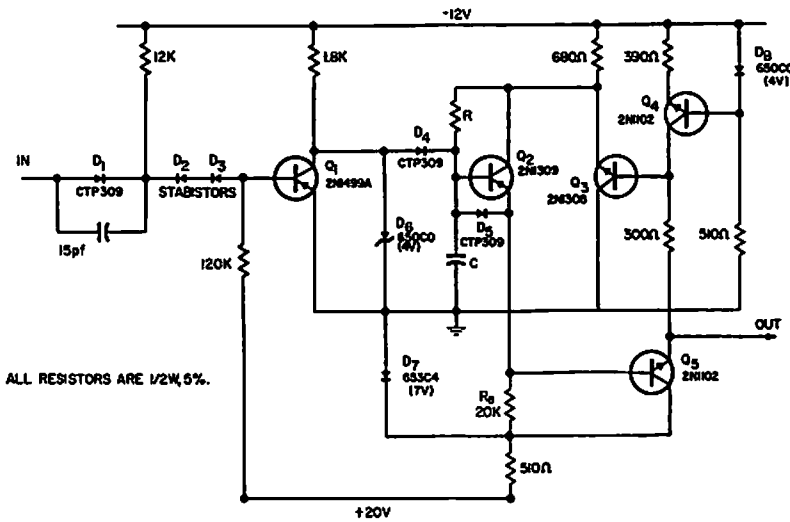 -12V
12K
1.8K
680Ω
390Ω
D8
650C0
(4V)
Q4
2N1102
R
D4
CTP309
Q2
2N1309
IN
D1
CTP309
D2
D3
STABISTORS
Q1
2N1499A
Q3
2N1306
15pf
D6
650C0
(4V)
D5
CTP309
300Ω
510Ω
120K
C
OUT
D7
653C4
(7V)
Q5
2N1102
ALL RESISTORS ARE 1/2W, 5%.
20K
510Ω
+20V